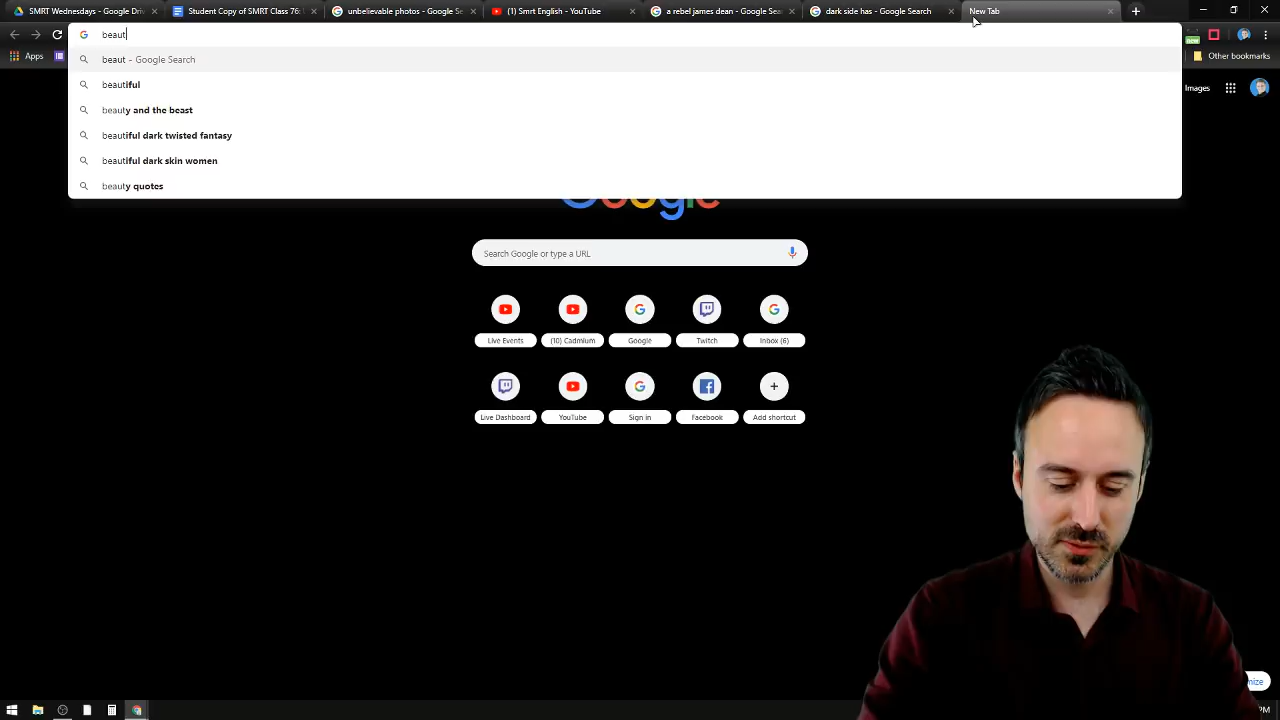 SMRT Wednesdays - Google Dri
Student Copy of SMRT Class 76:
unbelievable photos - Google Se
(1) Smrt English - YouTube
a rebel james dean - Google Sea
dark side has - Google Search
New Tab
beaut
Apps
new
Other bookmarks
beaut - Google Search
beautiful
beauty and the beast
beautiful dark twisted fantasy
beautiful dark skin women
beauty quotes
Images
Google
Search Google or type a URL
Live Events
(10) Cadmium
Google
Twitch
Inbox (6)
Live Dashboard
YouTube
Sign in
Facebook
Add shortcut